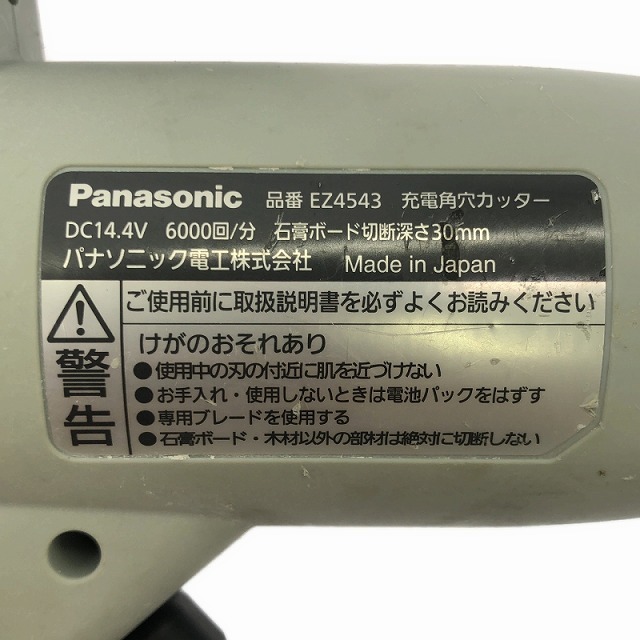 Panasonic 品番 EZ4543 充電角穴カッター
DC14.4V 6000回/分 石膏ボード切断深さ30mm
パナソニック電工株式会社 Made in Japan
警告
ご使用前に取扱説明書を必ずよくお読みください
けがのおそれあり
●使用中の刃の付近に肌を近づけない
●お手入れ・使用しないときは電池パックをはずす
●専用ブレードを使用する
●石膏ボード・木材以外の部材は絶対に切断しない